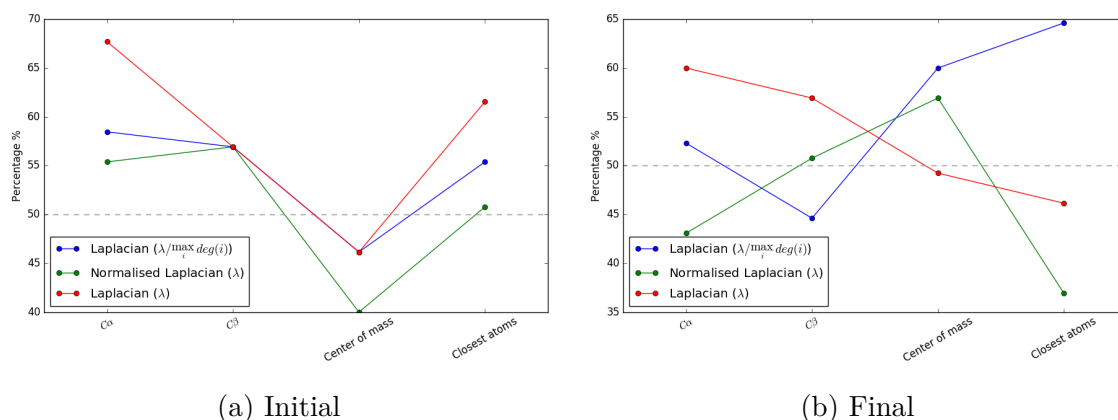 70
65
60
55
50
45
40
Percentage %
Laplacian (λ/max_i deg(i))
Normalised Laplacian (λ)
Laplacian (λ)
Cα
Cβ
Center of mass
Closest atoms
(a) Initial
65
60
55
50
45
40
35
Percentage %
Laplacian (λ/max_i deg(i))
Normalised Laplacian (λ)
Laplacian (λ)
Cα
Cβ
Center of mass
Closest atoms
(b) Final